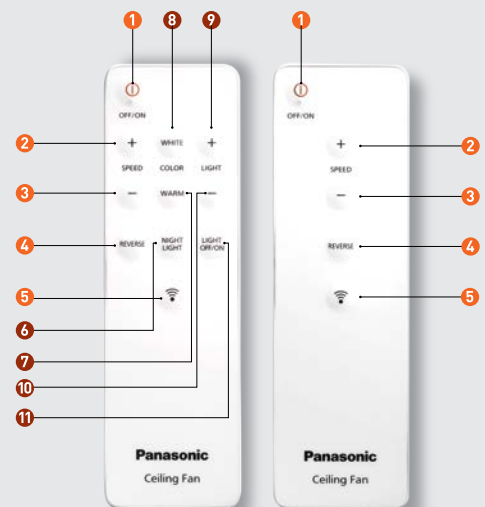 1 8 9 1
OFF/ON OFF/ON
2 + WHITE + + 2
SPEED COLOR LIGHT SPEED
3 − WARM − − 3
4 REVERSE NIGHT LIGHT LIGHT OFF/ON REVERSE 4
5 5
6
7
10
11
Panasonic Panasonic
Ceiling Fan Ceiling Fan